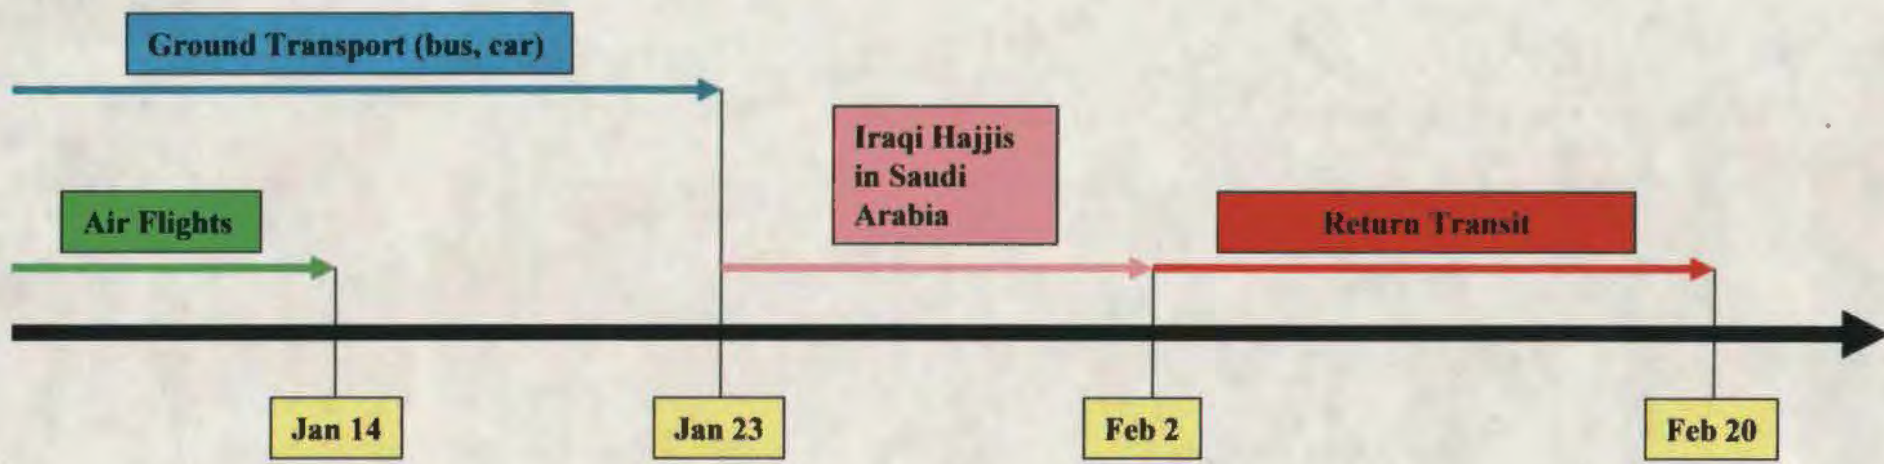 Ground Transport (bus, car)
Iraqi Hajjis
in Saudi
Arabia
Air Flights
Return Transit
Jan 14
Jan 23
Feb 2
Feb 20